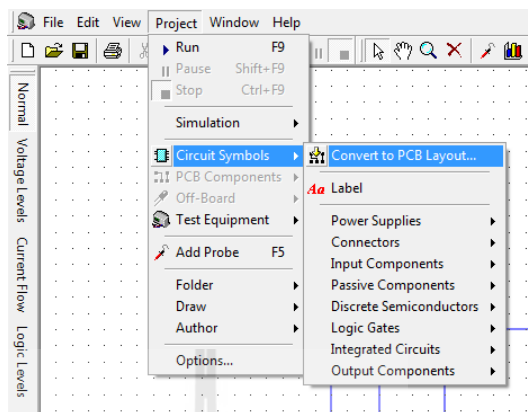 File Edit View Project Window Help
Run F9
Pause Shift+F9
Stop Ctrl+F9
Simulation
Circuit Symbols
PCB Components
Off-Board
Test Equipment
Add Probe F5
Folder
Draw
Author
Options...
Convert to PCB Layout...
Aa Label
Power Supplies
Connectors
Input Components
Passive Components
Discrete Semiconductors
Logic Gates
Integrated Circuits
Output Components
Normal
Voltage Levels
Current Flow
Logic Levels